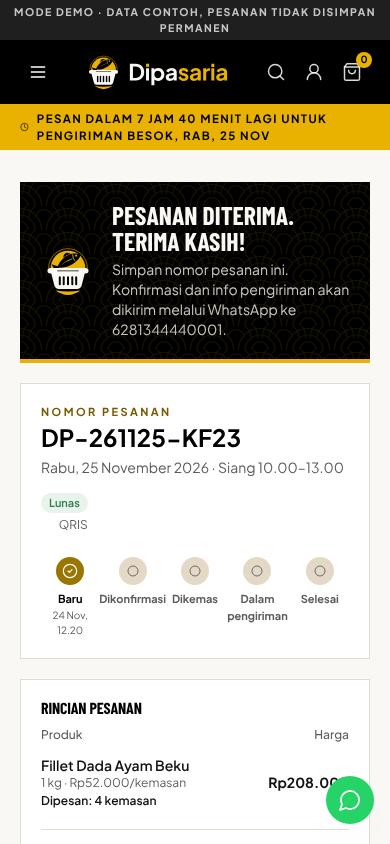 MODE DEMO · DATA CONTOH, PESANAN TIDAK DISIMPAN
PERMANEN
Dipasaria
0
PESAN DALAM 7 JAM 40 MENIT LAGI UNTUK
PENGIRIMAN BESOK, RAB, 25 NOV
PESANAN DITERIMA.
TERIMA KASIH!
Simpan nomor pesanan ini.
Konfirmasi dan info pengiriman akan
dikirim melalui WhatsApp ke
6281344440001.
NOMOR PESANAN
DP-261125-KF23
Rabu, 25 November 2026 · Siang 10.00–13.00
Lunas
QRIS
Baru Dikonfirmasi Dikemas Dalam Selesai
24 Nov, pengiriman
12.20
RINCIAN PESANAN
Produk Harga
Fillet Dada Ayam Beku
1 kg · Rp52.000/kemasan Rp208.00
Dipesan: 4 kemasan